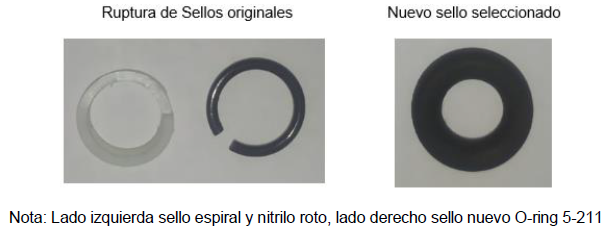 Ruptura de Sellos originales
Nuevo sello seleccionado
Nota: Lado izquierda sello espiral y nitrilo roto, lado derecho sello nuevo O-ring 5-211